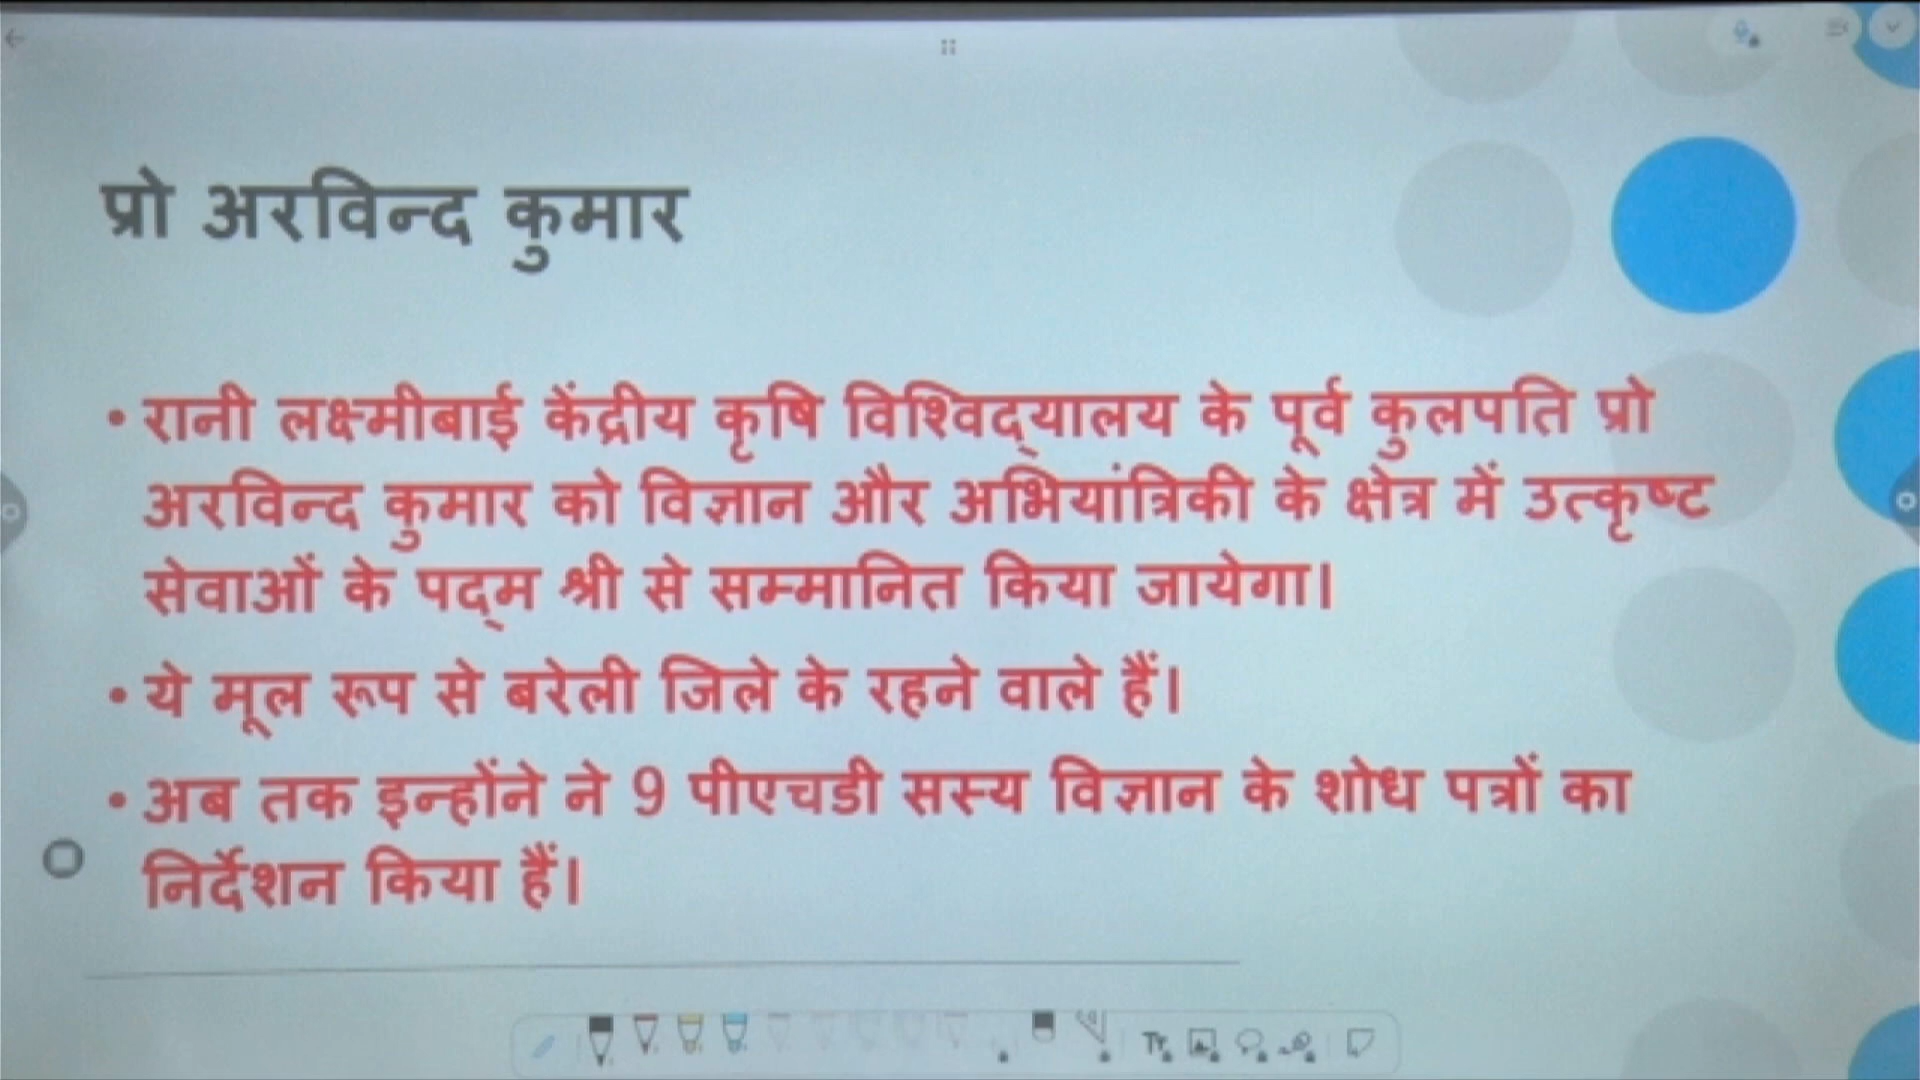 प्रो अरविन्द कुमार
• रानी लक्ष्मीबाई केंद्रीय कृषि विश्विद्यालय के पूर्व कुलपति प्रो
अरविन्द कुमार को विज्ञान और अभियांत्रिकी के क्षेत्र में उत्कृष्ट
सेवाओं के पद्म श्री से सम्मानित किया जायेगा।
• ये मूल रूप से बरेली जिले के रहने वाले हैं।
• अब तक इन्होंने ने 9 पीएचडी सस्य विज्ञान के शोध पत्रों का
निर्देशन किया हैं।
Tr